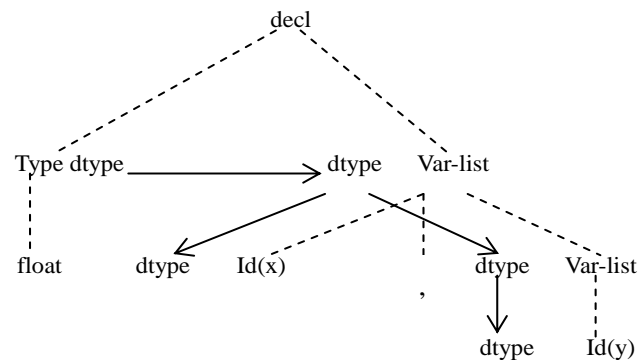 decl
Type dtype dtype Var-list
float dtype Id(x) dtype Var-list
,
dtype Id(y)